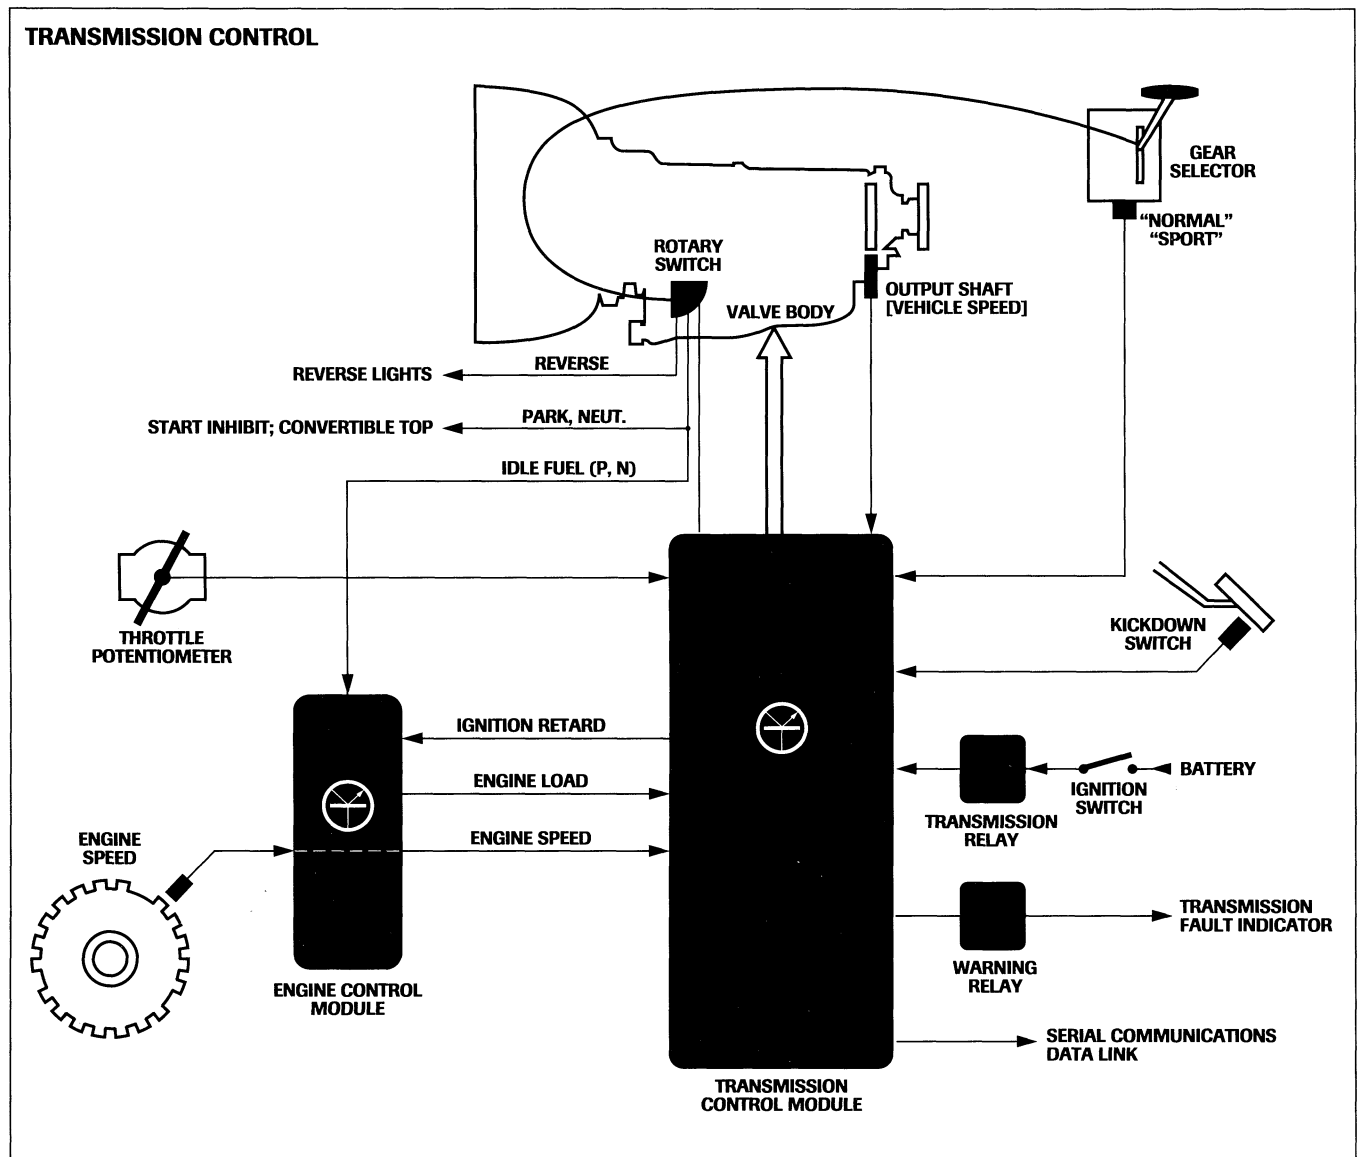 TRANSMISSION CONTROL
GEAR
SELECTOR
"NORMAL"
"SPORT"
ROTARY
SWITCH
OUTPUT SHAFT
[VEHICLE SPEED]
VALVE BODY
REVERSE
REVERSE LIGHTS
PARK, NEUT.
START INHIBIT; CONVERTIBLE TOP
IDLE FUEL (P, N)
THROTTLE
POTENTIOMETER
KICKDOWN
SWITCH
IGNITION RETARD
ENGINE LOAD
ENGINE SPEED
BATTERY
IGNITION
SWITCH
TRANSMISSION
RELAY
ENGINE
SPEED
TRANSMISSION
FAULT INDICATOR
WARNING
RELAY
ENGINE CONTROL
MODULE
SERIAL COMMUNICATIONS
DATA LINK
TRANSMISSION
CONTROL MODULE